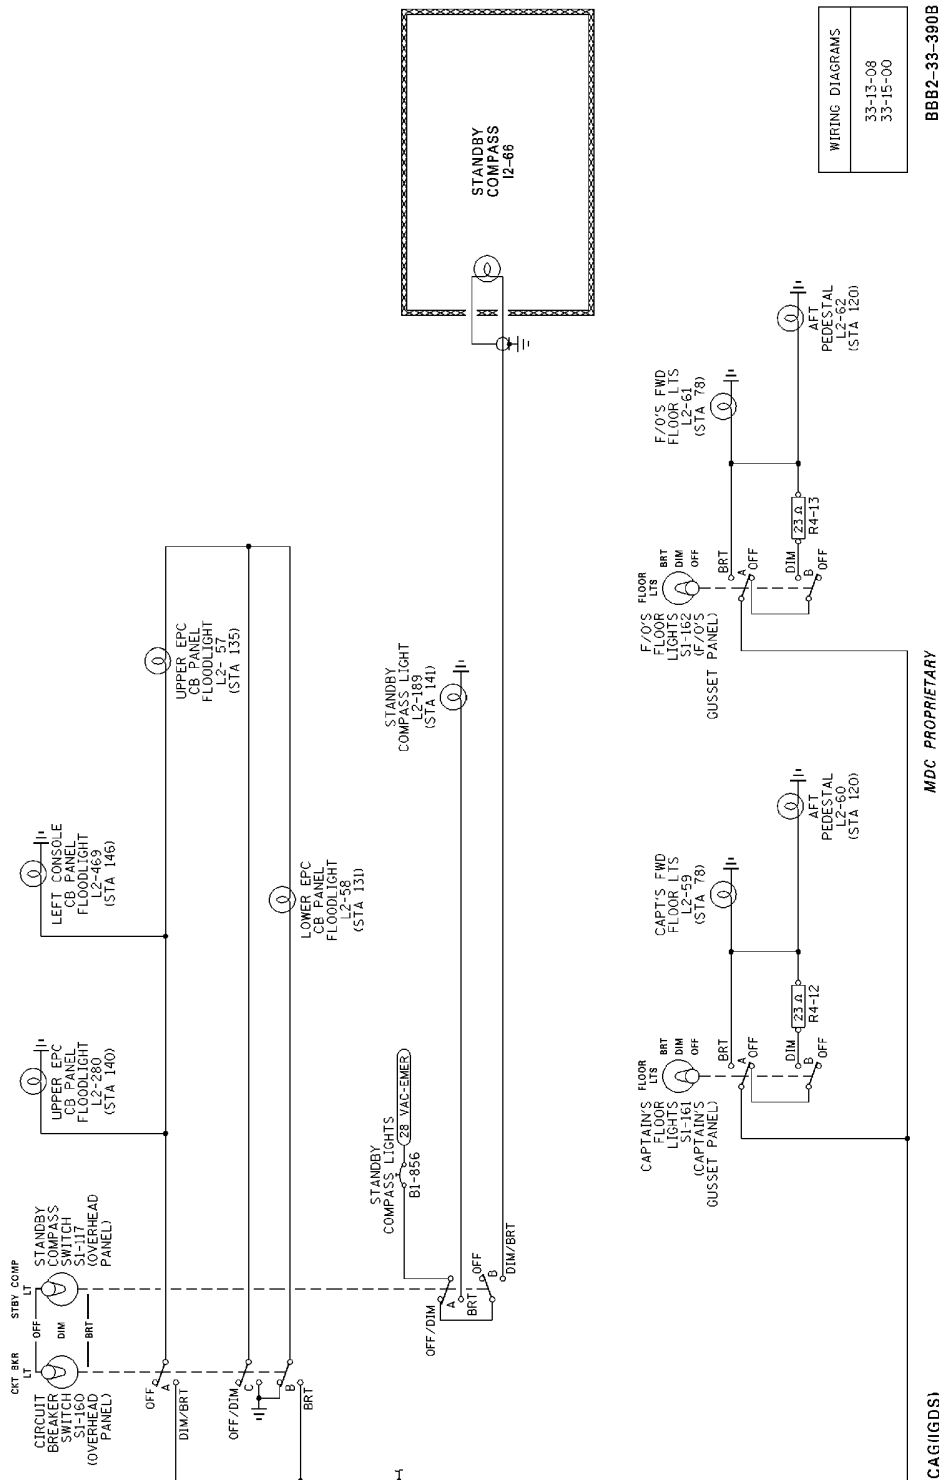 WIRING DIAGRAMS
33-13-08
33-15-00
BBB2-33-390B
STANDBY
COMPASS
I2-66
AFT
PEDESTAL
L2-62
(STA 120)
F/O'S FWD
FLOOR LTS
L2-61
(STA 78)
23 Ω
R4-13
BRT
A
OFF
DIM
B
OFF
FLOOR
LTS
BRT
DIM
OFF
F/O'S
FLOOR
LIGHTS
S1-162
(F/O'S
GUSSET PANEL)
UPPER EPC
CB PANEL
FLOODLIGHT
L2- 57
(STA 135)
STANDBY
COMPASS LIGHT
L2-189
(STA 141)
LEFT CONSOLE
CB PANEL
FLOODLIGHT
L2-469
(STA 146)
LOWER EPC
CB PANEL
FLOODLIGHT
L2-58
(STA 131)
AFT
PEDESTAL
L2-60
(STA 120)
CAPT'S FWD
FLOOR LTS
L2-59
(STA 78)
23 Ω
R4-12
BRT
A
OFF
DIM
B
OFF
FLOOR
LTS
BRT
DIM
OFF
CAPTAIN'S
FLOOR
LIGHTS
S1-161
(CAPTAIN'S
GUSSET PANEL)
UPPER EPC
CB PANEL
FLOODLIGHT
L2-280
(STA 140)
STANDBY
COMPASS LIGHTS
B1-856
28 VAC-EMER
STANDBY
COMPASS
SWITCH
S1-117
(OVERHEAD
PANEL)
STBY COMP
LT
OFF
DIM
BRT
CKT BKR
LT
CIRCUIT
BREAKER
SWITCH
S1-160
(OVERHEAD
PANEL)
OFF
A
DIM/BRT
OFF/DIM
C
B
BRT
OFF/DIM
A
BRT
OFF
B
DIM/BRT
MDC PROPRIETARY
CAG(IGDS)